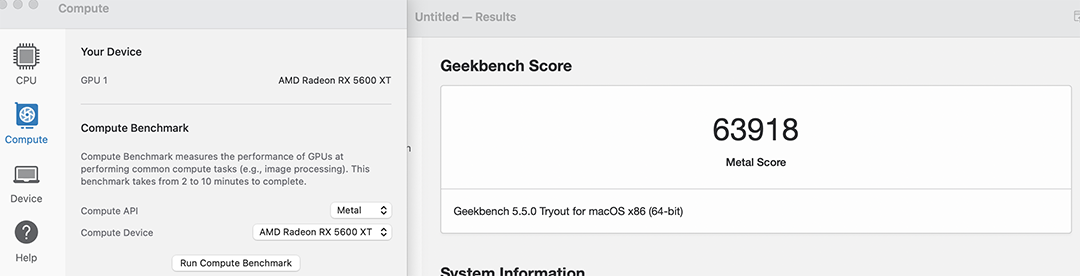 Compute
Untitled — Results
CPU
Compute
Device
Help
Your Device
GPU 1 AMD Radeon RX 5600 XT
Compute Benchmark
Compute Benchmark measures the performance of GPUs at
performing common compute tasks (e.g., image processing). This
benchmark takes from 2 to 10 minutes to complete.
Compute API Metal
Compute Device AMD Radeon RX 5600 XT
Run Compute Benchmark
n
Geekbench Score
63918
Metal Score
Geekbench 5.5.0 Tryout for macOS x86 (64-bit)
System Information